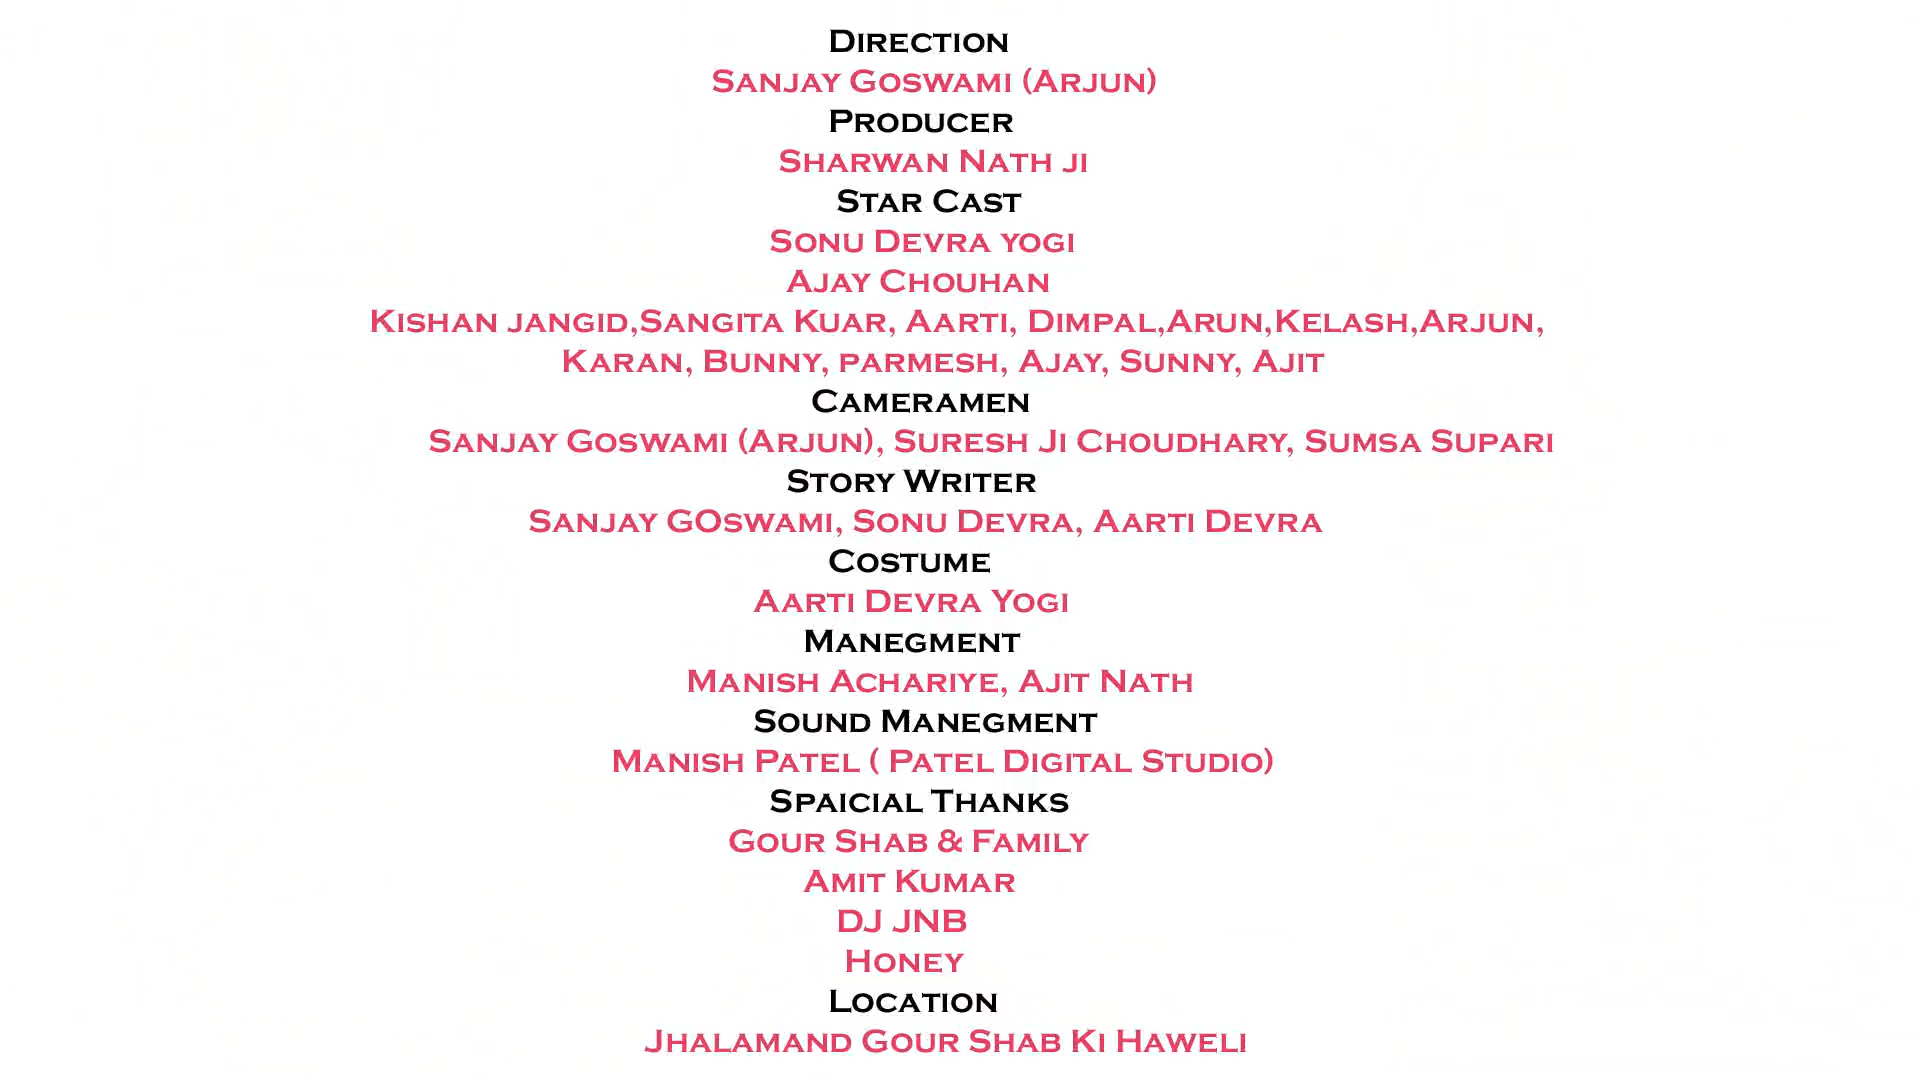 Direction
Sanjay Goswami (Arjun)
Producer
Sharwan Nath ji
Star Cast
Sonu Devra yogi
Ajay Chouhan
Kishan jangid,Sangita Kuar, Aarti, Dimpal,Arun,Kelash,Arjun,
Karan, Bunny, parmesh, Ajay, Sunny, Ajit
Cameramen
Sanjay Goswami (Arjun), Suresh Ji Choudhary, Sumsa Supari
Story Writer
Sanjay GOswami, Sonu Devra, Aarti Devra
Costume
Aarti Devra Yogi
Manegment
Manish Achariye, Ajit Nath
Sound Manegment
Manish Patel ( Patel Digital Studio)
Spaicial Thanks
Gour Shab & Family
Amit Kumar
DJ JNB
Honey
Location
Jhalamand Gour Shab Ki Haweli